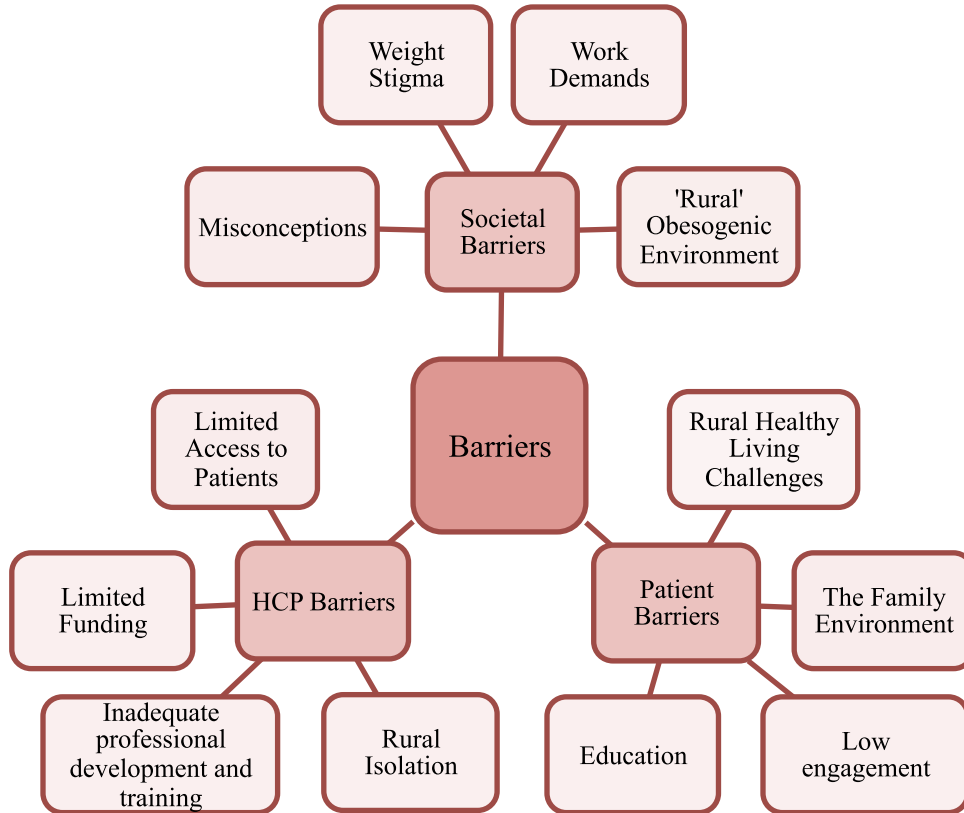 Weight
Stigma
Work
Demands
Misconceptions
Societal
Barriers
'Rural'
Obesogenic
Environment
Barriers
Limited
Access to
Patients
Rural Healthy
Living
Challenges
Limited
Funding
HCP Barriers
Patient
Barriers
The Family
Environment
Inadequate
professional
development and
training
Rural
Isolation
Education
Low
engagement